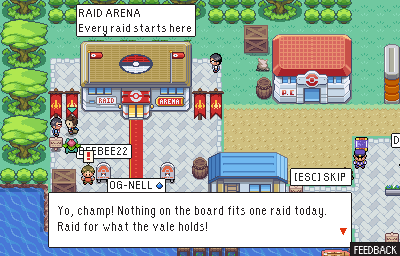 RAID ARENA
Every raid starts here
RAID
ARENA
P.E
BEEBEE22
D
[ESC] SKIP
OG-NELL
Yo, champ! Nothing on the board fits one raid today.
Raid for what the vale holds!
FEEDBACK